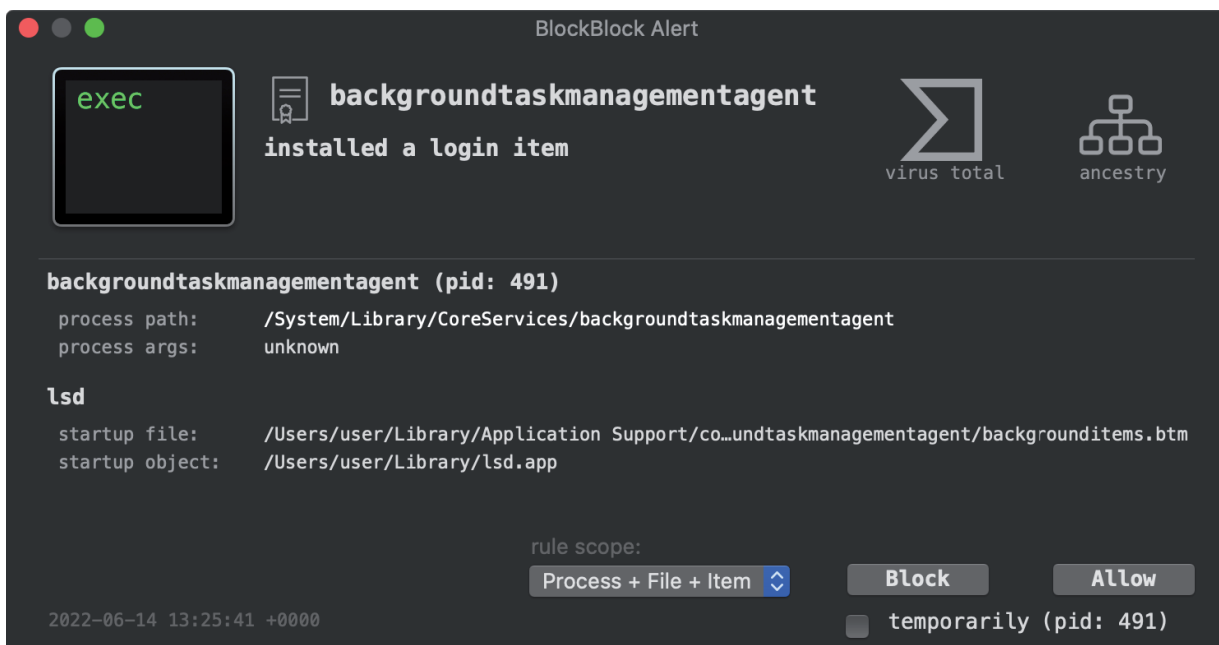 BlockBlock Alert
exec
backgroundtaskmanagementagent
installed a login item
virus total
ancestry
backgroundtaskmanagementagent (pid: 491)
process path: /System/Library/CoreServices/backgroundtaskmanagementagent
process args: unknown
lsd
startup file: /Users/user/Library/Application Support/co…undtaskmanagementagent/backgrounditems.btm
startup object: /Users/user/Library/lsd.app
rule scope:
Process + File + Item
Block
Allow
2022-06-14 13:25:41 +0000
temporarily (pid: 491)